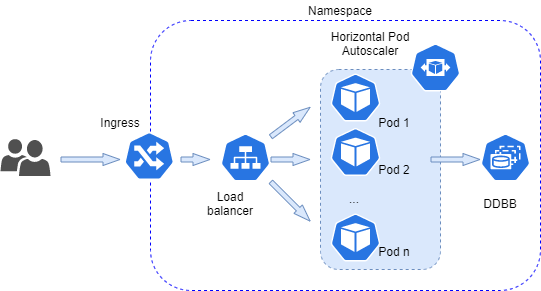 Namespace
Horizontal Pod
Autoscaler
Ingress
Pod 1
Pod 2
Load
balancer
...
DDBB
Pod n